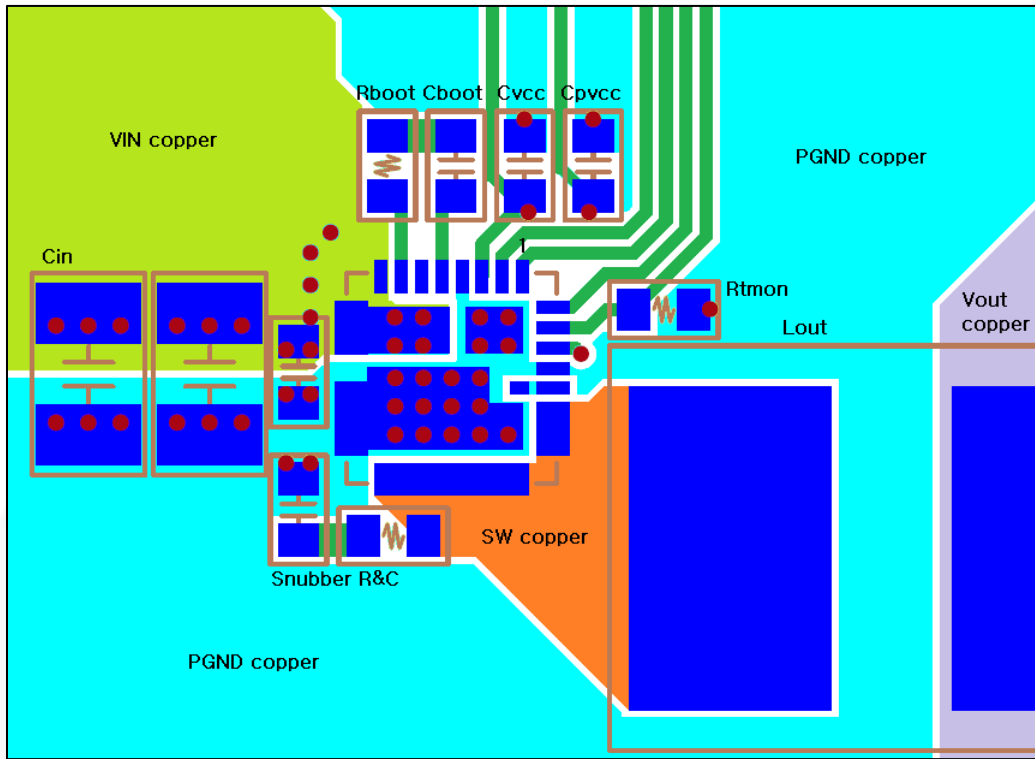 Rboot Cboot Cvcc Cpvcc
VIN copper
PGND copper
1
Cin
Rtmon
Vout
copper
Lout
SW copper
Snubber R&C
PGND copper